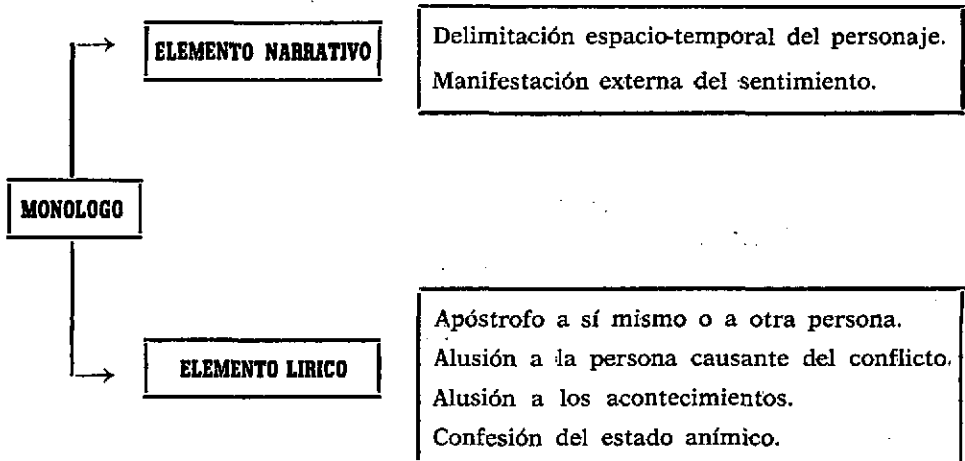 ELEMENTO NARRATIVO
Delimitación espacio-temporal del personaje.
Manifestación externa del sentimiento.
MONOLOGO
ELEMENTO LIRICO
Apóstrofo a sí mismo o a otra persona.
Alusión a la persona causante del conflicto.
Alusión a los acontecimientos.
Confesión del estado anímico.